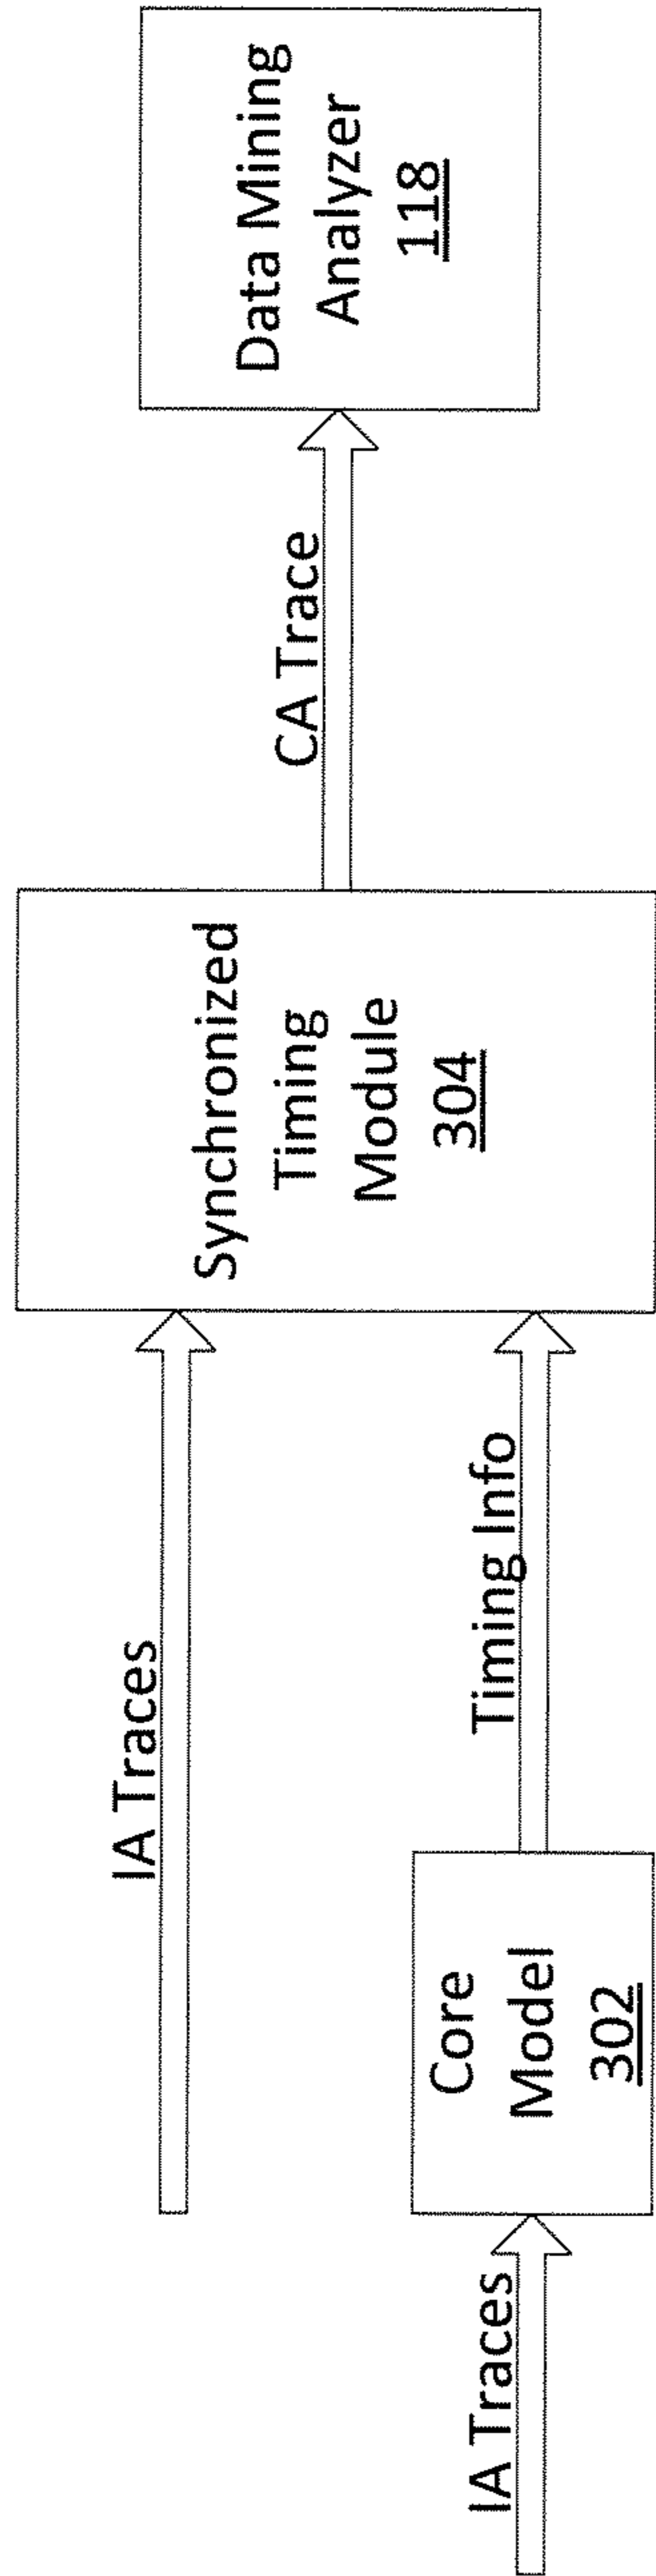 IA Traces
Core
Model
302
Timing Info
IA Traces
Synchronized
Timing
Module
304
CA Trace
Data Mining
Analyzer
118